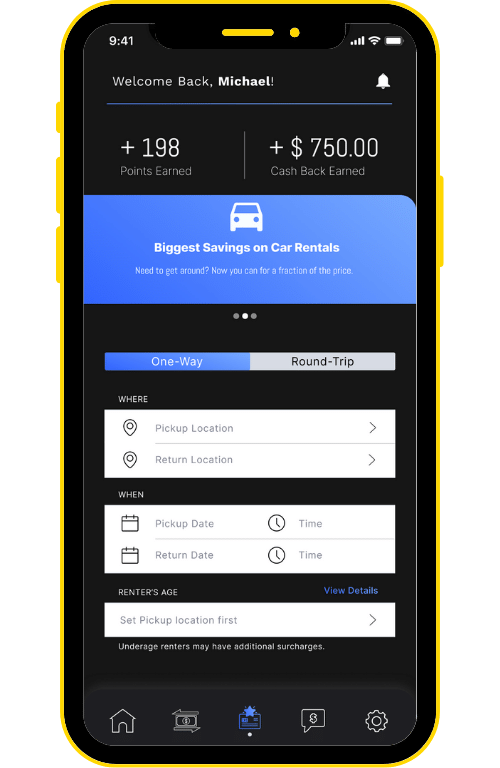 9:41
Welcome Back, Michael!
+ 198
Points Earned
+ $ 750.00
Cash Back Earned
Biggest Savings on Car Rentals
Need to get around? Now you can for a fraction of the price.
One-Way
Round-Trip
WHERE
Pickup Location
Return Location
WHEN
Pickup Date
Time
Return Date
Time
RENTER'S AGE
View Details
Set Pickup location first
Underage renters may have additional surcharges.